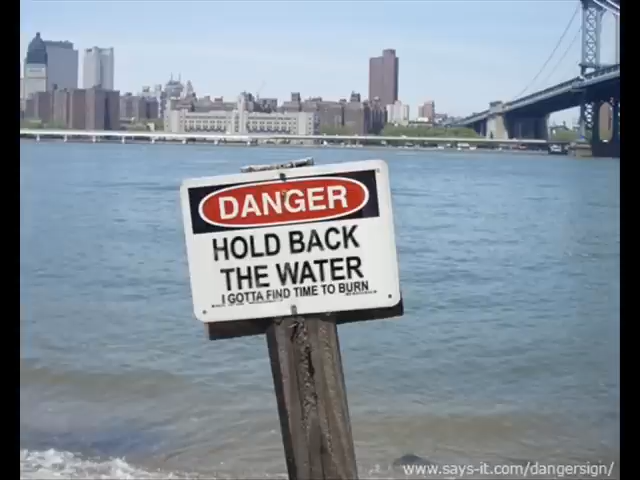 DANGER
HOLD BACK
THE WATER
I GOTTA FIND TIME TO BURN
www.says-it.com/dangersign/